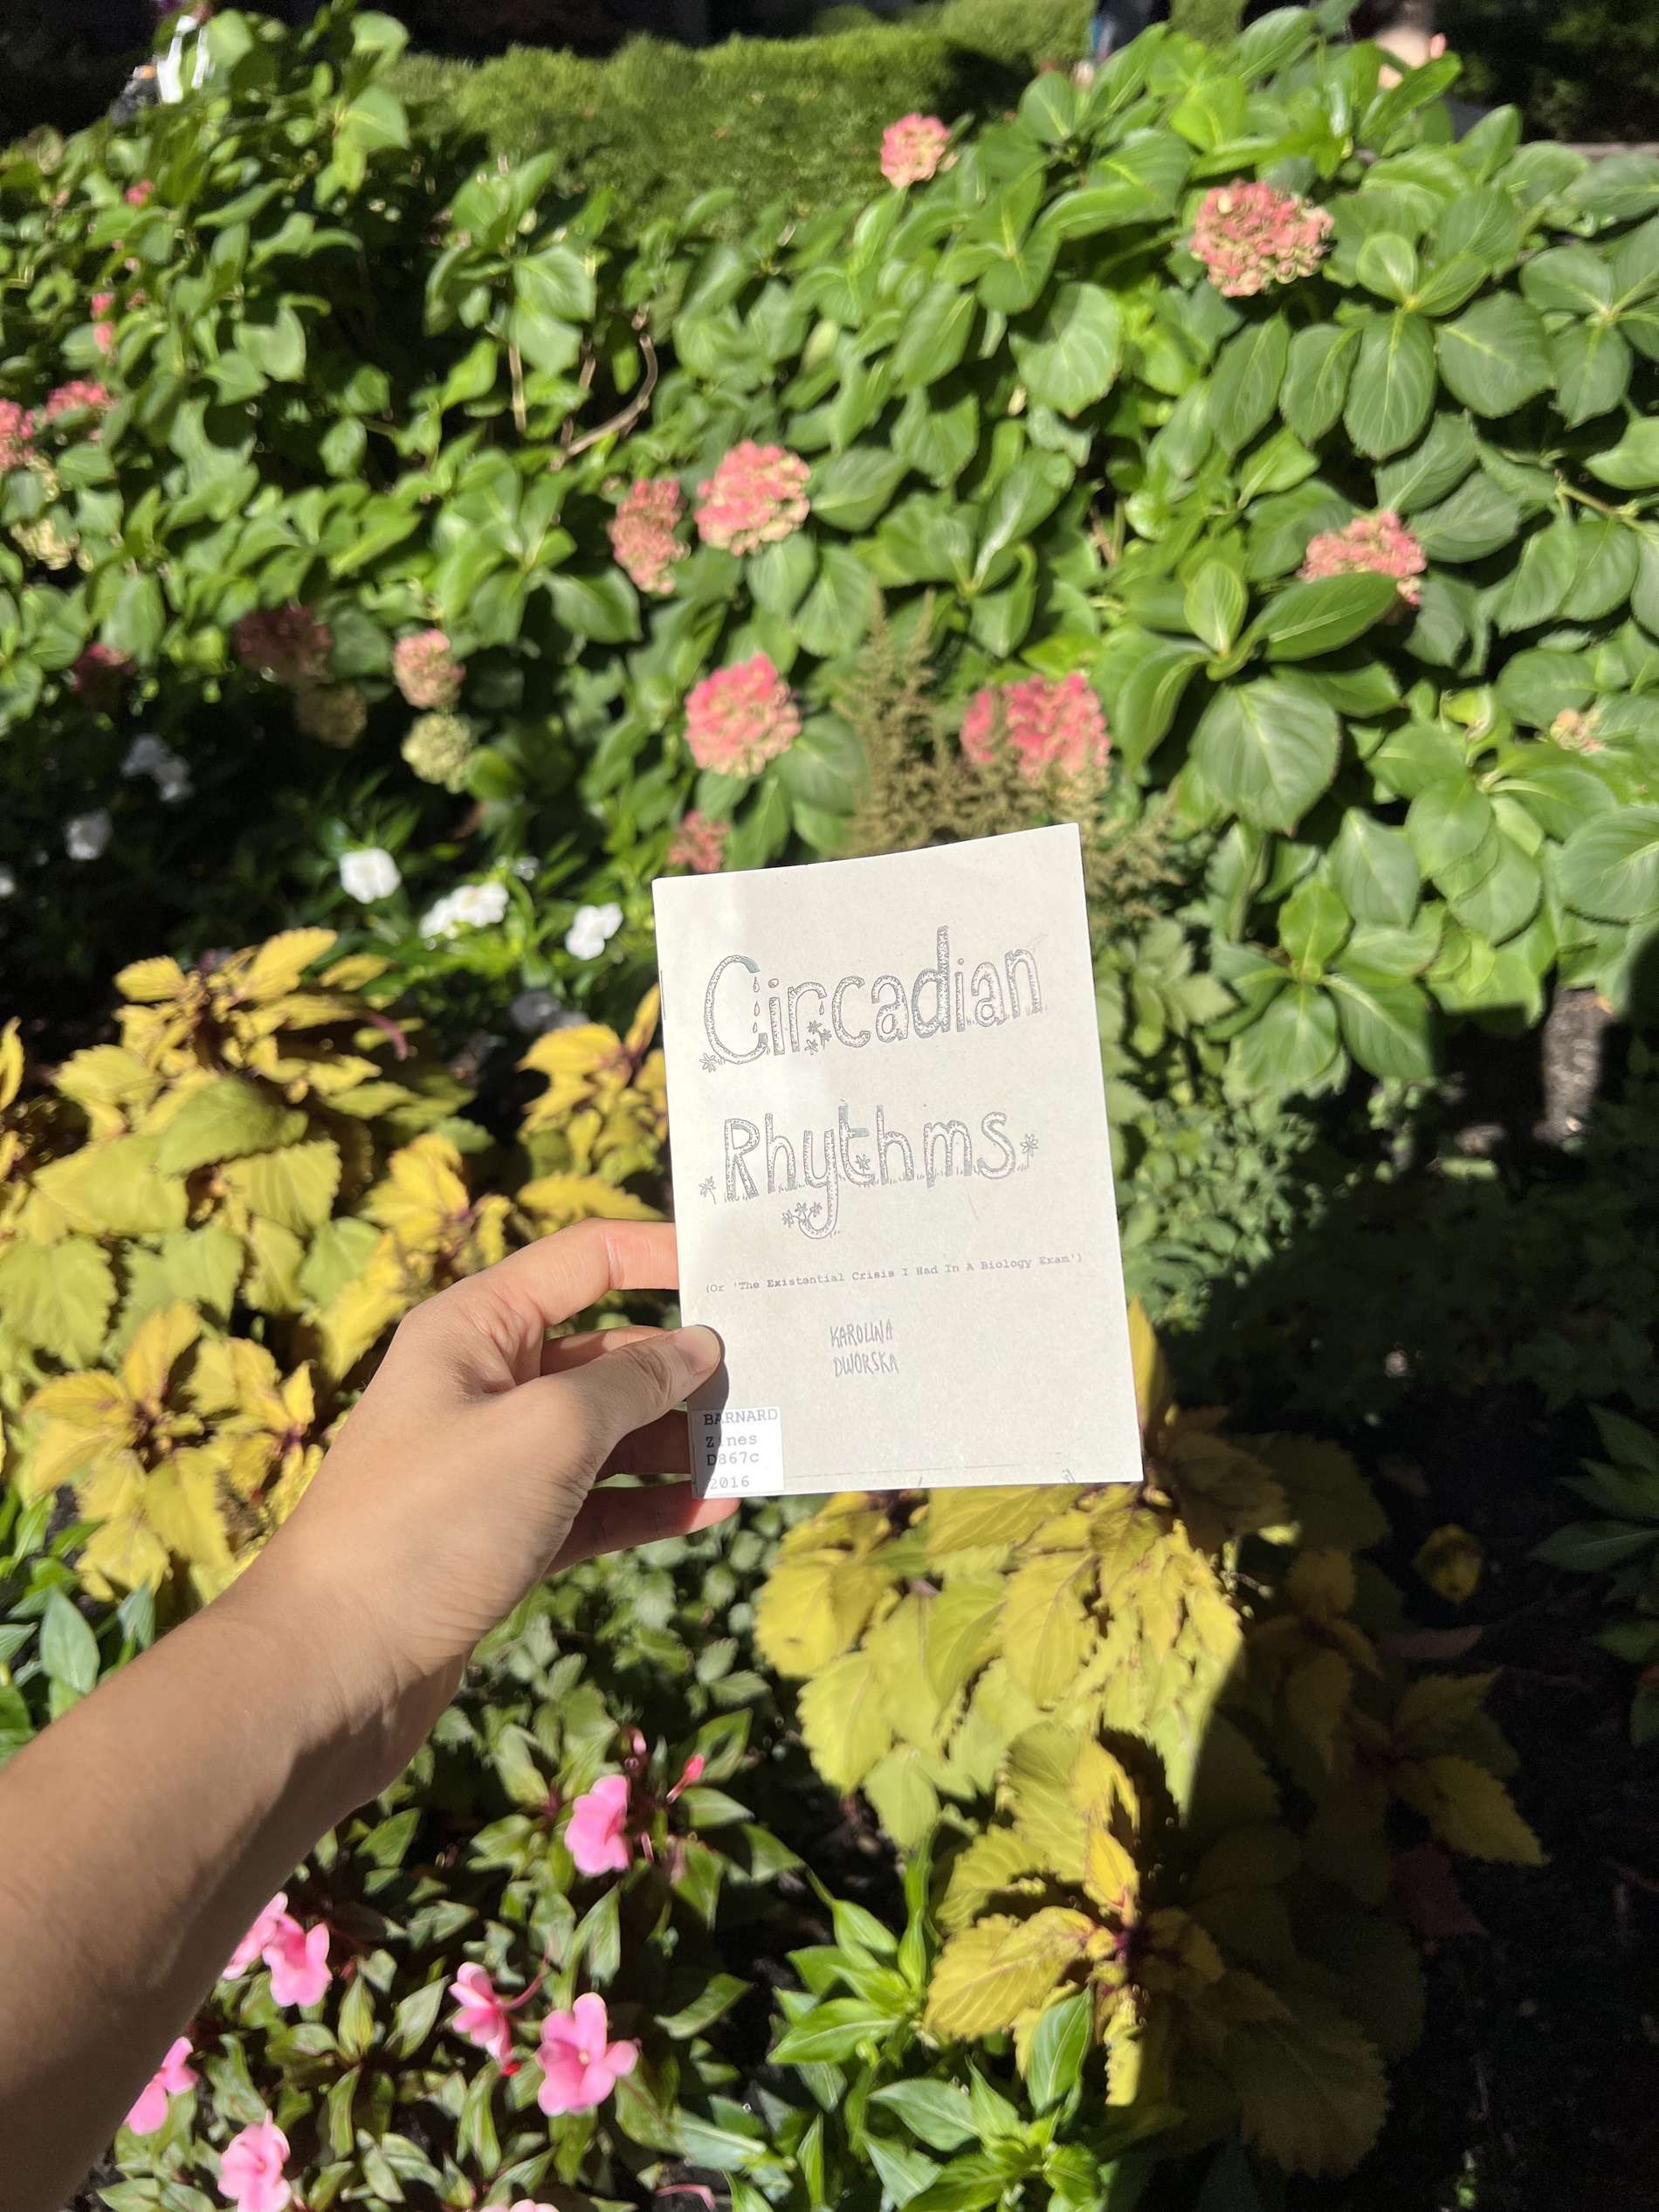 Circadian
Rhythms
(Or 'The Existential Crisis I Had In A Biology Exam')
KAROLINA
DWORSKA
BARNARD
Zines
D867c
2016